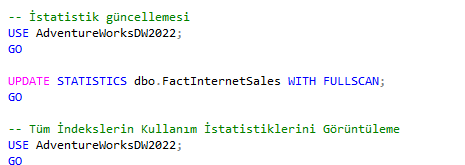 -- İstatistik güncellemesi
USE AdventureWorksDW2022;
GO
UPDATE STATISTICS dbo.FactInternetSales WITH FULLSCAN;
GO
-- Tüm İndekslerin Kullanım İstatistiklerini Görüntüleme
USE AdventureWorksDW2022;
GO